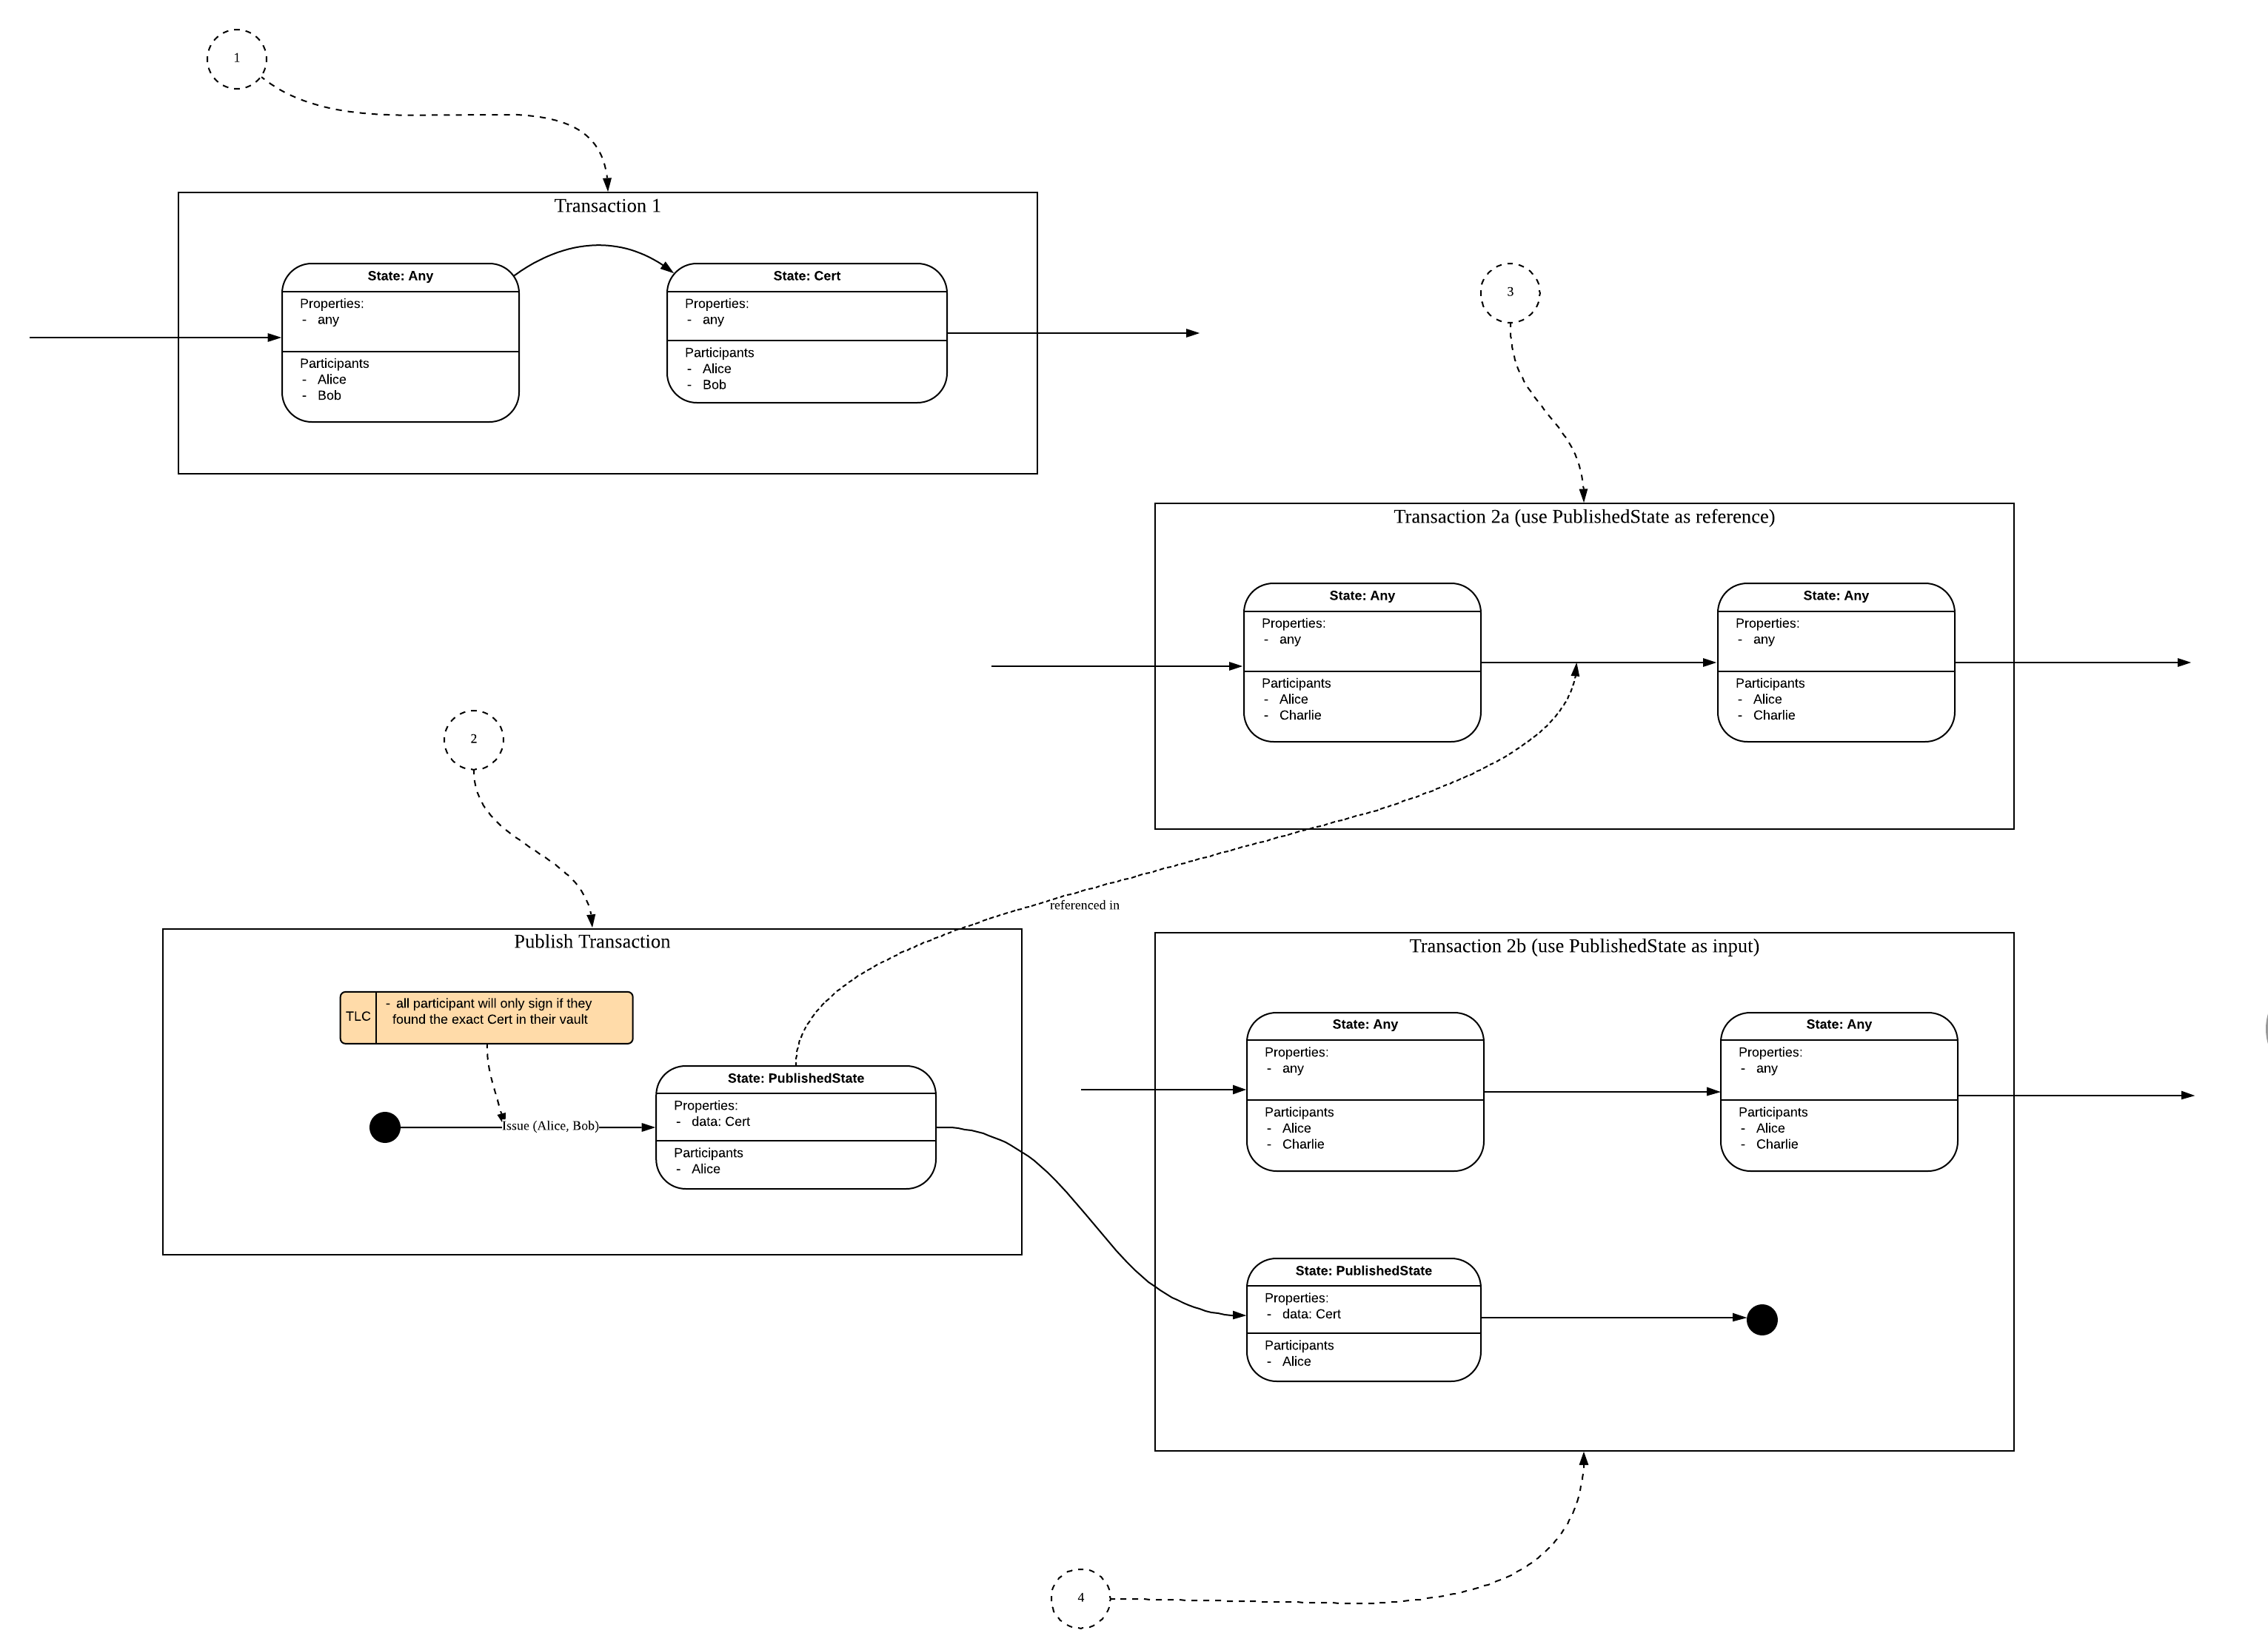 1
Transaction 1
State: Any
Properties:
- any
Participants
- Alice
- Bob
State: Cert
Properties:
- any
Participants
- Alice
- Bob
3
Transaction 2a (use PublishedState as reference)
State: Any
Properties:
- any
Participants
- Alice
- Charlie
State: Any
Properties:
- any
Participants
- Alice
- Charlie
2
referenced in
Publish Transaction
TLC
- all participant will only sign if they
found the exact Cert in their vault
Issue (Alice, Bob)
State: PublishedState
Properties:
- data: Cert
Participants
- Alice
Transaction 2b (use PublishedState as input)
State: Any
Properties:
- any
Participants
- Alice
- Charlie
State: Any
Properties:
- any
Participants
- Alice
- Charlie
State: PublishedState
Properties:
- data: Cert
Participants
- Alice
4